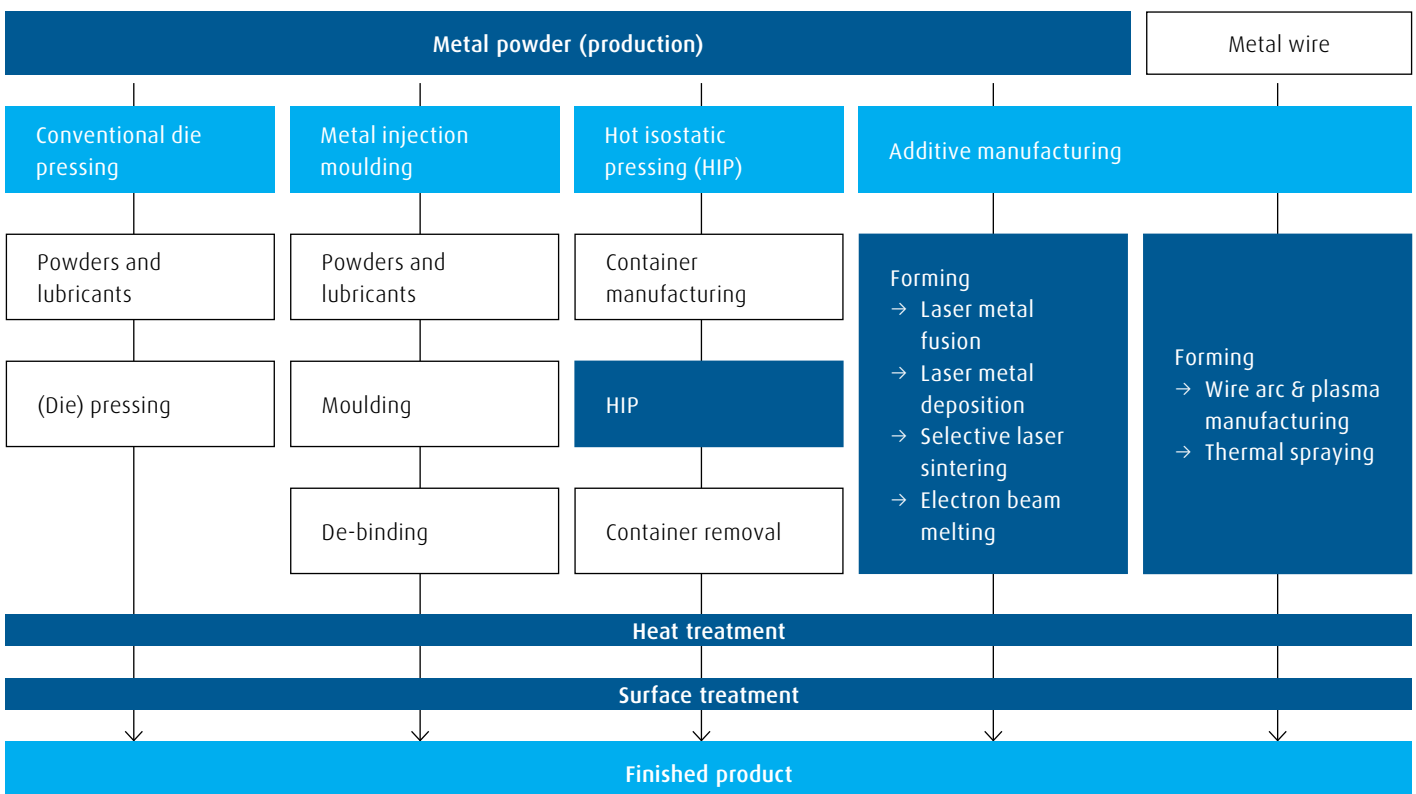 Metal powder (production)
Metal wire
Conventional die
pressing
Metal injection
moulding
Hot isostatic
pressing (HIP)
Additive manufacturing
Powders and
lubricants
Powders and
lubricants
Container
manufacturing
Forming
→ Laser metal
fusion
→ Laser metal
deposition
→ Selective laser
sintering
→ Electron beam
melting
Forming
→ Wire arc & plasma
manufacturing
→ Thermal spraying
(Die) pressing
Moulding
HIP
De-binding
Container removal
Heat treatment
Surface treatment
Finished product